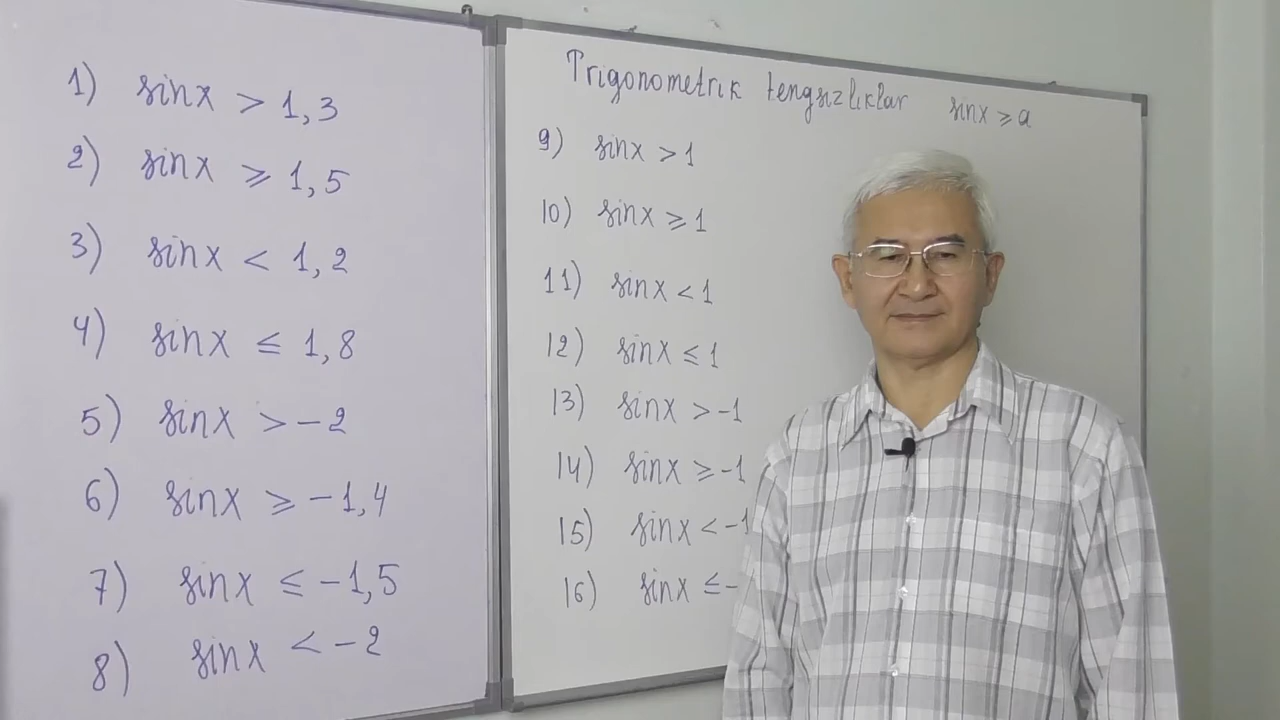 1) sinx > 1,3
2) sinx ⩾ 1,5
3) sinx < 1,2
4) sinx ≤ 1,8
5) sinx > -2
6) sinx ⩾ -1,4
7) sinx ≤ -1,5
8) sinx < -2
Trigonometrik tengsizliklar sinx ⩾ a
9) sinx > 1
10) sinx ⩾ 1
11) sinx < 1
12) sinx ⩽ 1
13) sinx > -1
14) sinx ⩾ -1
15) sinx < -1
16) sinx ≤ -